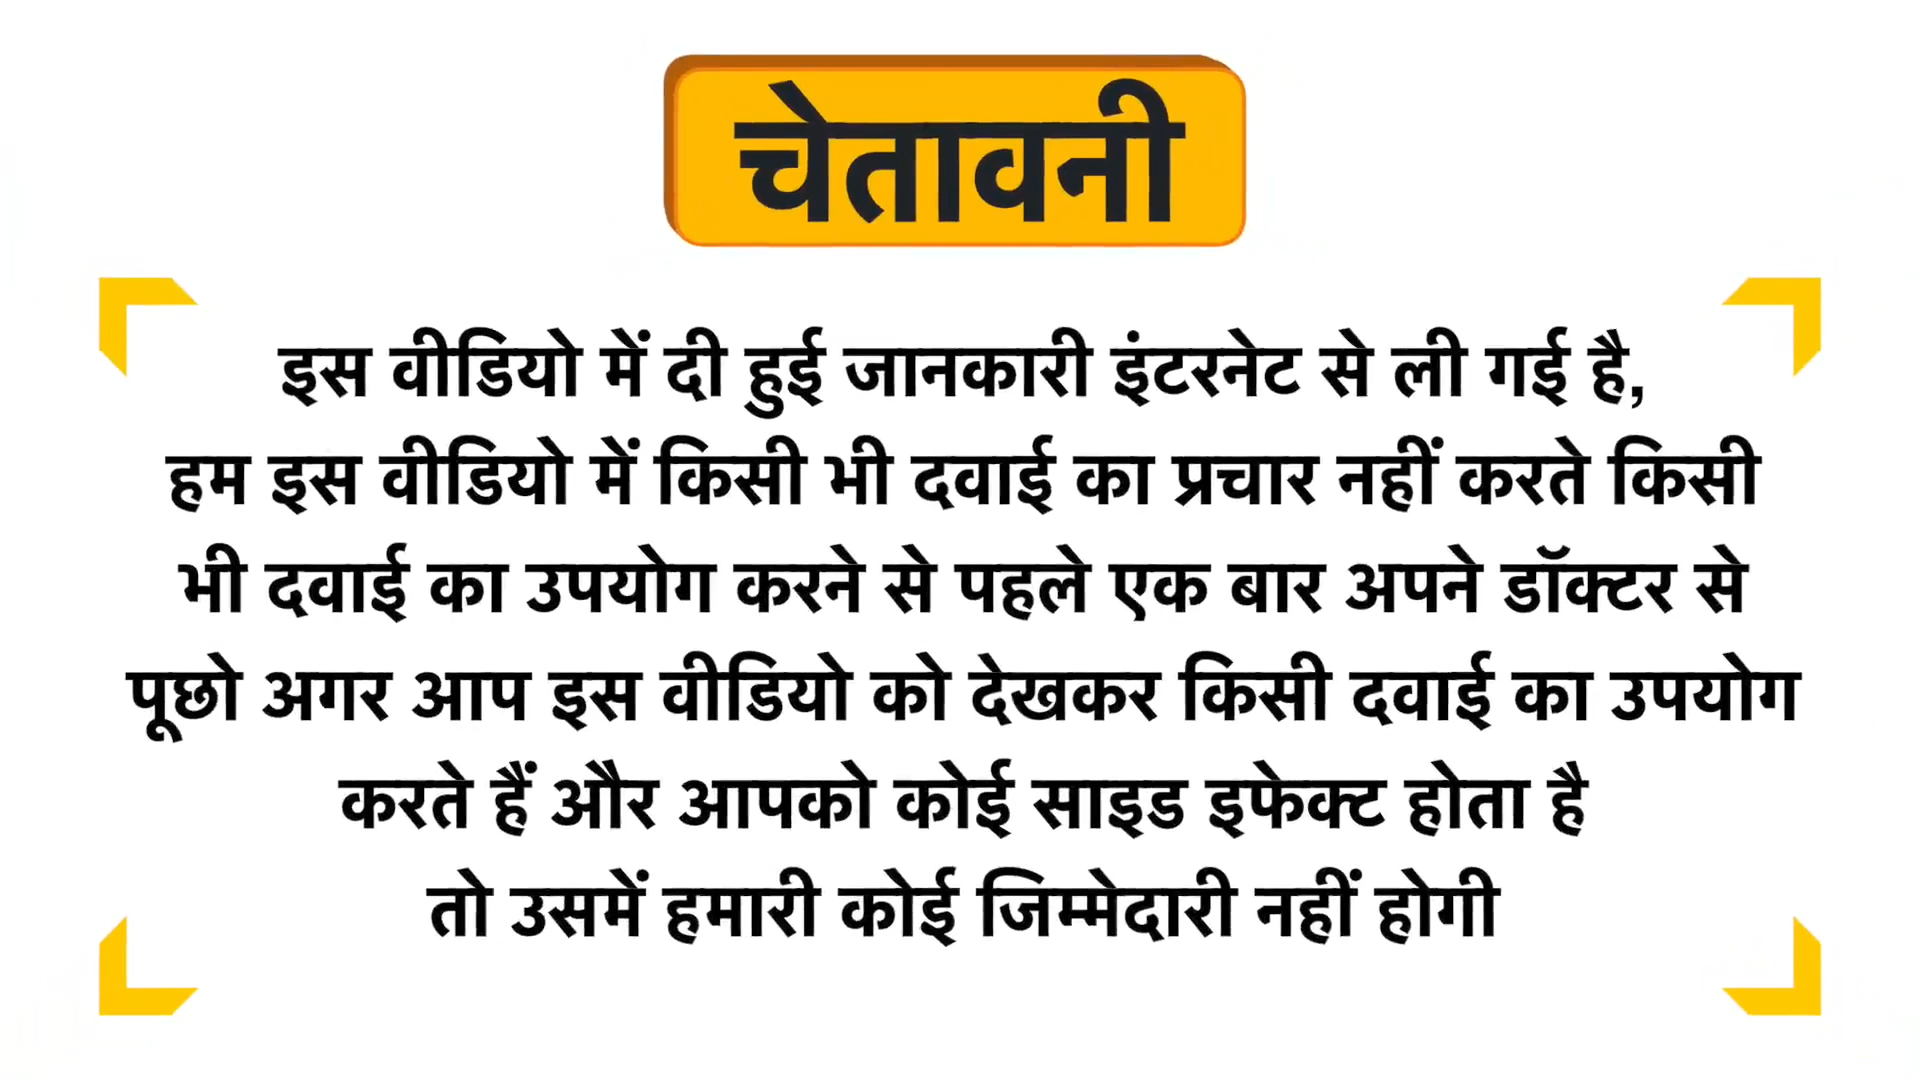 चेतावनी
इस वीडियो में दी हुई जानकारी इंटरनेट से ली गई है,
हम इस वीडियो में किसी भी दवाई का प्रचार नहीं करते किसी
भी दवाई का उपयोग करने से पहले एक बार अपने डॉक्टर से
पूछो अगर आप इस वीडियो को देखकर किसी दवाई का उपयोग
करते हैं और आपको कोई साइड इफेक्ट होता है
तो उसमें हमारी कोई जिम्मेदारी नहीं होगी